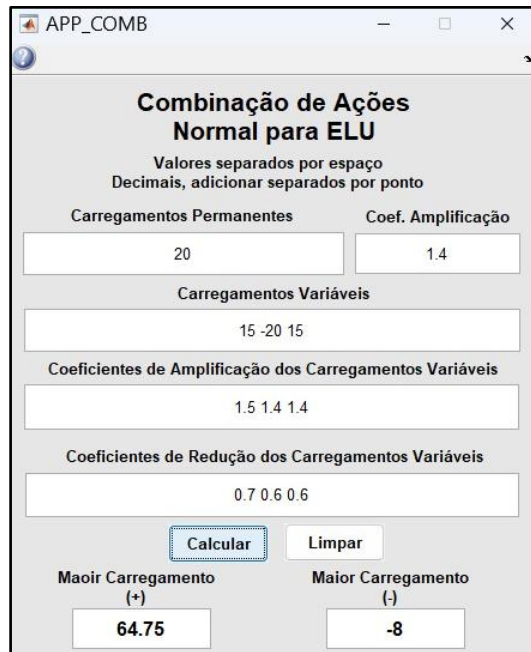 APP_COMB
Combinação de Ações
Normal para ELU
Valores separados por espaço
Decimais, adicionar separados por ponto
Carregamentos Permanentes Coef. Amplificação
20 1.4
Carregamentos Variáveis
15 -20 15
Coeficientes de Amplificação dos Carregamentos Variáveis
1.5 1.4 1.4
Coeficientes de Redução dos Carregamentos Variáveis
0.7 0.6 0.6
Calcular Limpar
Maoir Carregamento Maior Carregamento
(+) (-)
64.75 -8